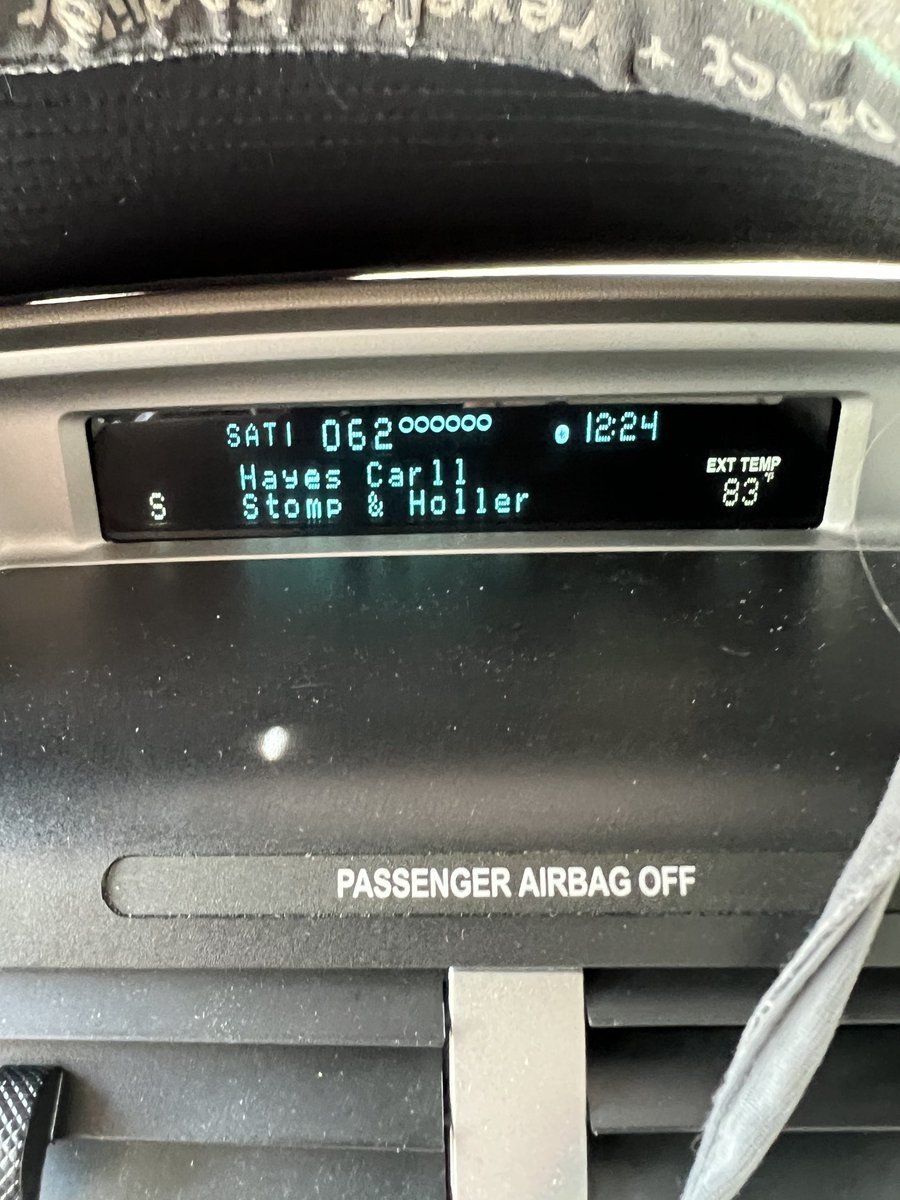 SAT1 062 12:24
Hayes Carll
Stomp & Holler
S
EXT TEMP
83°F
PASSENGER AIRBAG OFF